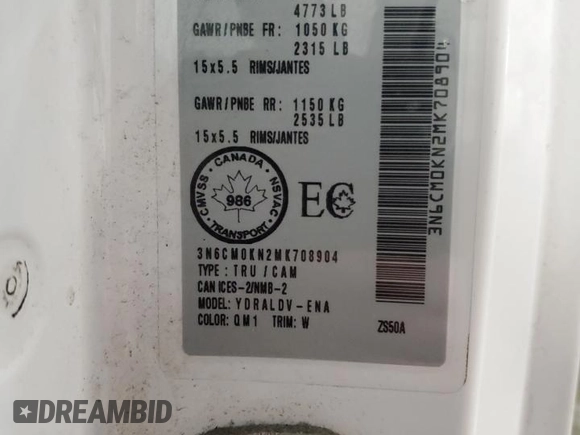 4773 LB
GAWR/PNBE FR: 1050 KG
2315 LB
15x5.5 RIMS/JANTES
GAWR/PNBE RR: 1150 KG
2535 LB
15x5.5 RIMS/JANTES
CANADA
CMVSS
NSVAC
986
TRANSPORT
EC
3N6CM0KN2MK708904
TYPE: TRU/CAM
CAN ICES-2/NMB-2
MODEL: YDRALDV-ENA
COLOR: QM1 TRIM: W
ZS50A
3N6CM0KN2MK708904
DREAMBID